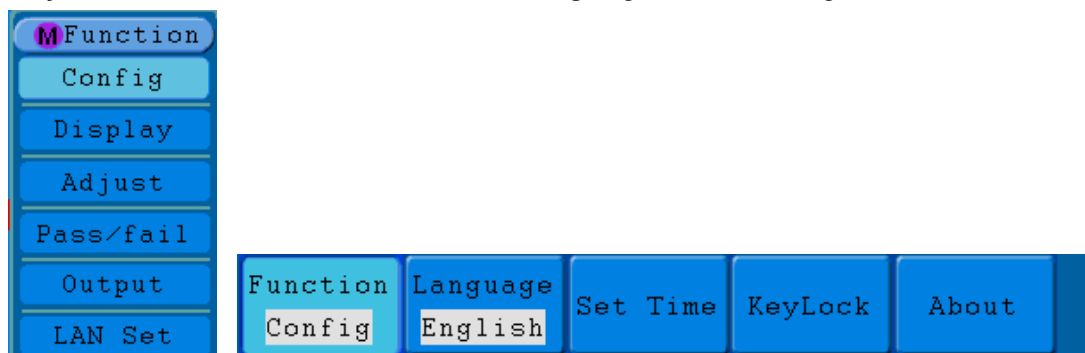 MFunction
Config
Display
Adjust
Pass/fail
Output
LAN Set
Function
Config
Language
English
Set Time
KeyLock
About